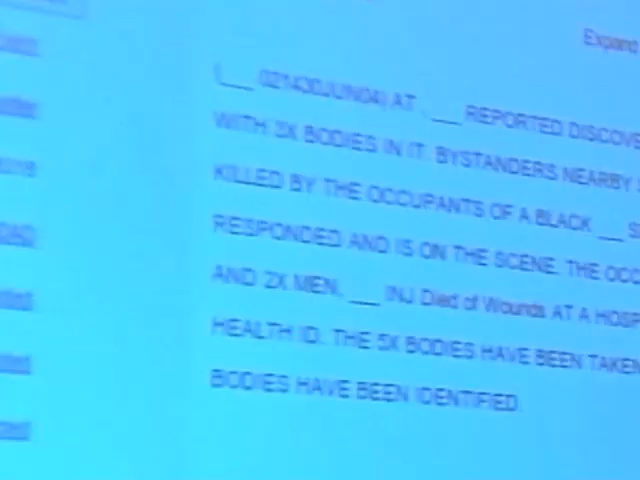 Expand
(___ 021430JUN04) AT ___ REPORTED DISCOVE
WITH 3X BODIES IN IT. BYSTANDERS NEARBY
KILLED BY THE OCCUPANTS OF A BLACK ___ S
RESPONDED AND IS ON THE SCENE. THE OCC
AND 2X MEN, ___ INJ Died of Wounds AT A HOSP
HEALTH ID. THE 5X BODIES HAVE BEEN TAKEN
BODIES HAVE BEEN IDENTIFIED.